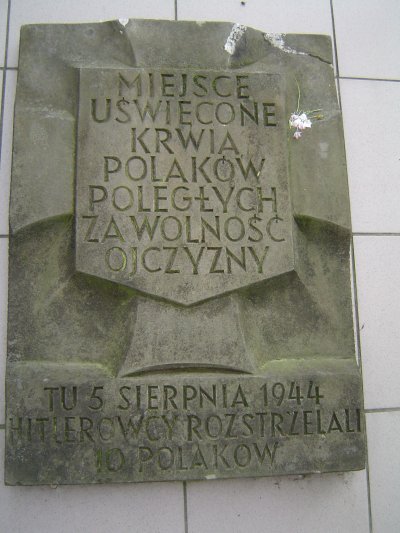 MIEJSCE
UŚWIĘCONE
KRWIĄ
POLAKÓW
POLEGŁYCH
ZA WOLNOŚĆ
OJCZYZNY
TU 5 SIERPNIA 1944
HITLEROWCY ROZSTRZELALI
10 POLAKÓW